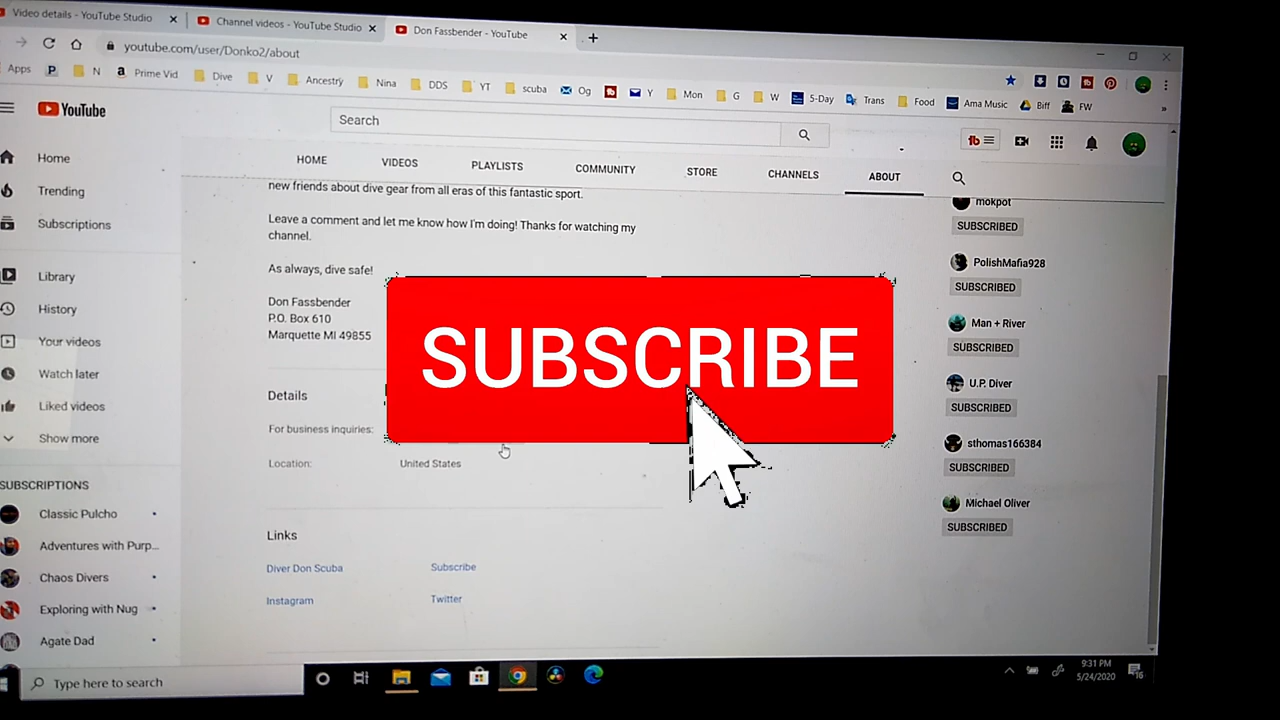 Video details - YouTube Studio
Channel videos - YouTube Studio
Don Fassbender - YouTube
youtube.com/user/Donko2/about
Apps
P
N
a Prime Vid
Dive
V
Ancestry
Nina
DDS
YT
scuba
Og
Y
Mon
G
W
5-Day
Trans
Food
Ama Music
Biff
FW
YouTube
Search
fb
HOME
VIDEOS
PLAYLISTS
COMMUNITY
STORE
CHANNELS
ABOUT
Home
Trending
Subscriptions
Library
History
Your videos
Watch later
Liked videos
Show more
SUBSCRIPTIONS
Classic Pulcho
Adventures with Purp...
Chaos Divers
Exploring with Nug
Agate Dad
new friends about dive gear from all eras of this fantastic sport.
Leave a comment and let me know how I'm doing! Thanks for watching my
channel.
As always, dive safe!
Don Fassbender
P.O. Box 610
Marquette MI 49855
SUBSCRIBE
Details
For business inquiries:
Location:
United States
Links
Diver Don Scuba
Subscribe
Instagram
Twitter
mokpot
SUBSCRIBED
PolishMafia928
SUBSCRIBED
Man + River
SUBSCRIBED
U.P. Diver
SUBSCRIBED
sthomas166384
SUBSCRIBED
Michael Oliver
SUBSCRIBED
Type here to search
9:31 PM
5/24/2020
16